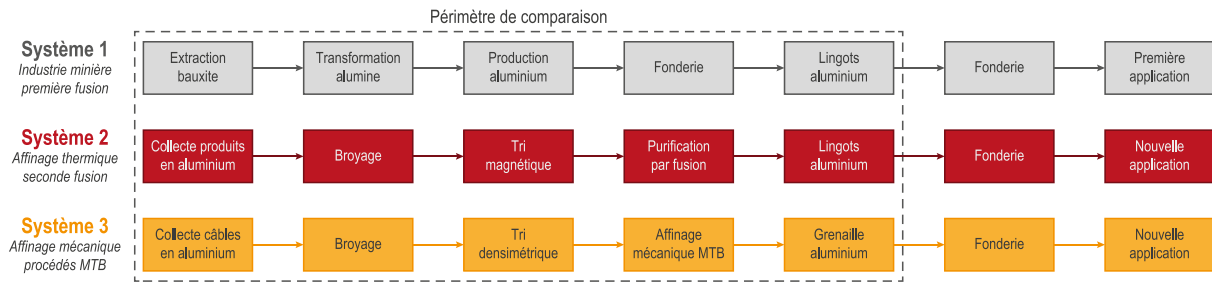 Périmètre de comparaison
Système 1
Industrie minière
première fusion
Extraction
bauxite
Transformation
alumine
Production
aluminium
Fonderie
Lingots
aluminium
Fonderie
Première
application
Système 2
Affinage thermique
seconde fusion
Collecte produits
en aluminium
Broyage
Tri
magnétique
Purification
par fusion
Lingots
aluminium
Fonderie
Nouvelle
application
Système 3
Affinage mécanique
procédés MTB
Collecte câbles
en aluminium
Broyage
Tri
densimétrique
Affinage
mécanique MTB
Grenaille
aluminium
Fonderie
Nouvelle
application